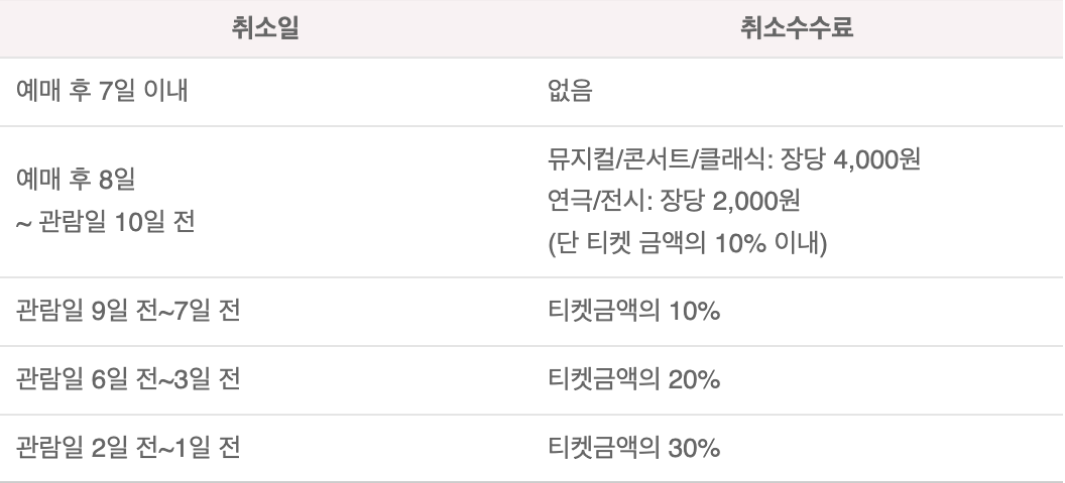 취소일
취소수수료
예매 후 7일 이내
없음
예매 후 8일
~ 관람일 10일 전
뮤지컬/콘서트/클래식: 장당 4,000원
연극/전시: 장당 2,000원
(단 티켓 금액의 10% 이내)
관람일 9일 전~7일 전
티켓금액의 10%
관람일 6일 전~3일 전
티켓금액의 20%
관람일 2일 전~1일 전
티켓금액의 30%